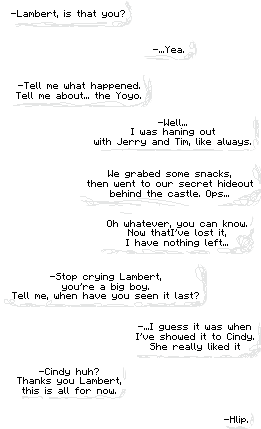 -Lambert, is that you?
-...Yea.
-Tell me what happened.
Tell me about... the Yoyo.
-Well...
I was haning out
with Jerry and Tim, like always.
We grabed some snacks,
then went to our secret hideout
behind the castle. Ops...
Oh whatever, you can know.
Now thatI've lost it,
I have nothing left...
-Stop crying Lambert,
you're a big boy.
Tell me, when have you seen it last?
-...I guess it was when
I've showed it to Cindy.
She really liked it
-Cindy huh?
Thanks you Lambert,
this is all for now.
-Hlip.